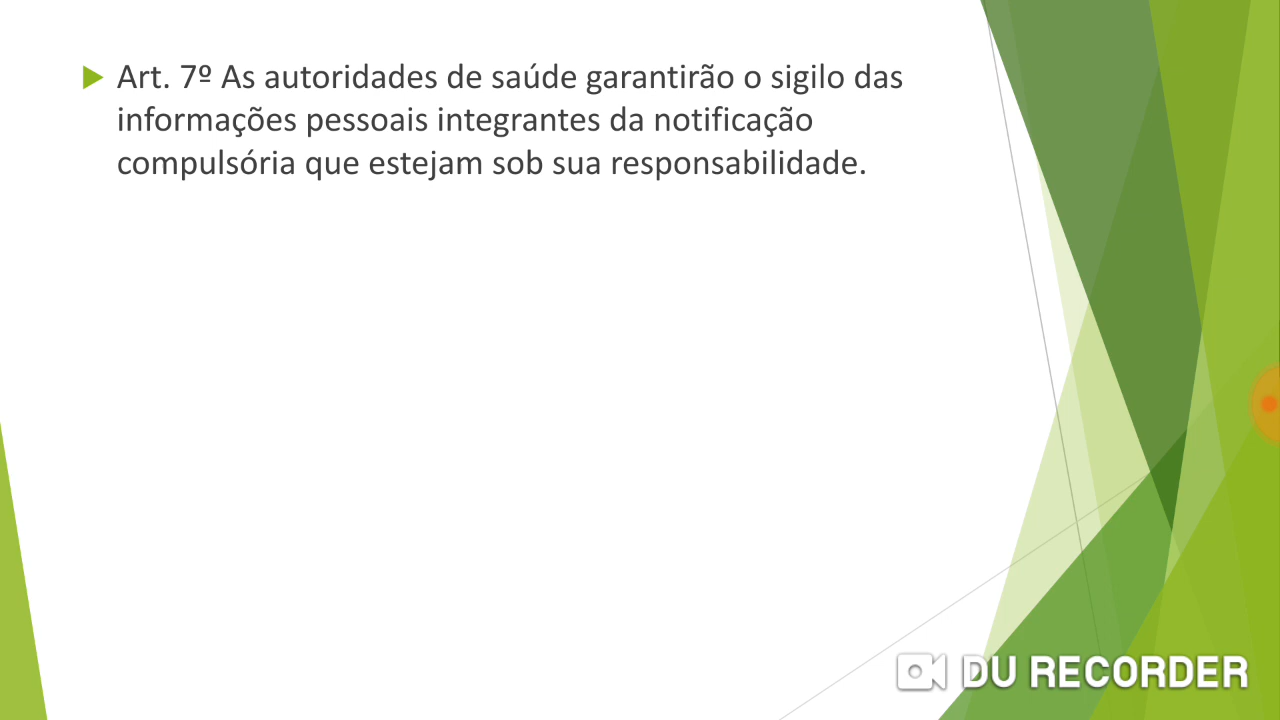 Art. 7º As autoridades de saúde garantirão o sigilo das
informações pessoais integrantes da notificação
compulsória que estejam sob sua responsabilidade.
DU RECORDER